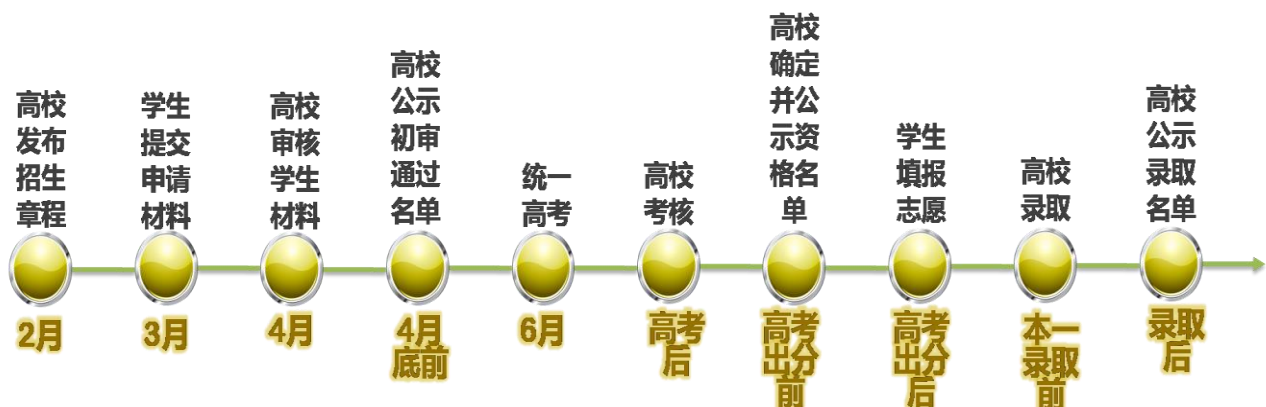 高校
发布
招生
章程
2月
学生
提交
申请
材料
3月
高校
审核
学生
材料
4月
高校
公示
初审
通过
名单
4月
底前
统一
高考
6月
高校
考核
高考
后
高校
确定
并公
示资
格名
单
高考
出分
前
学生
填报
志愿
高考
出分
后
高校
录取
本一
录取
前
高校
公示
录取
名单
录取
后